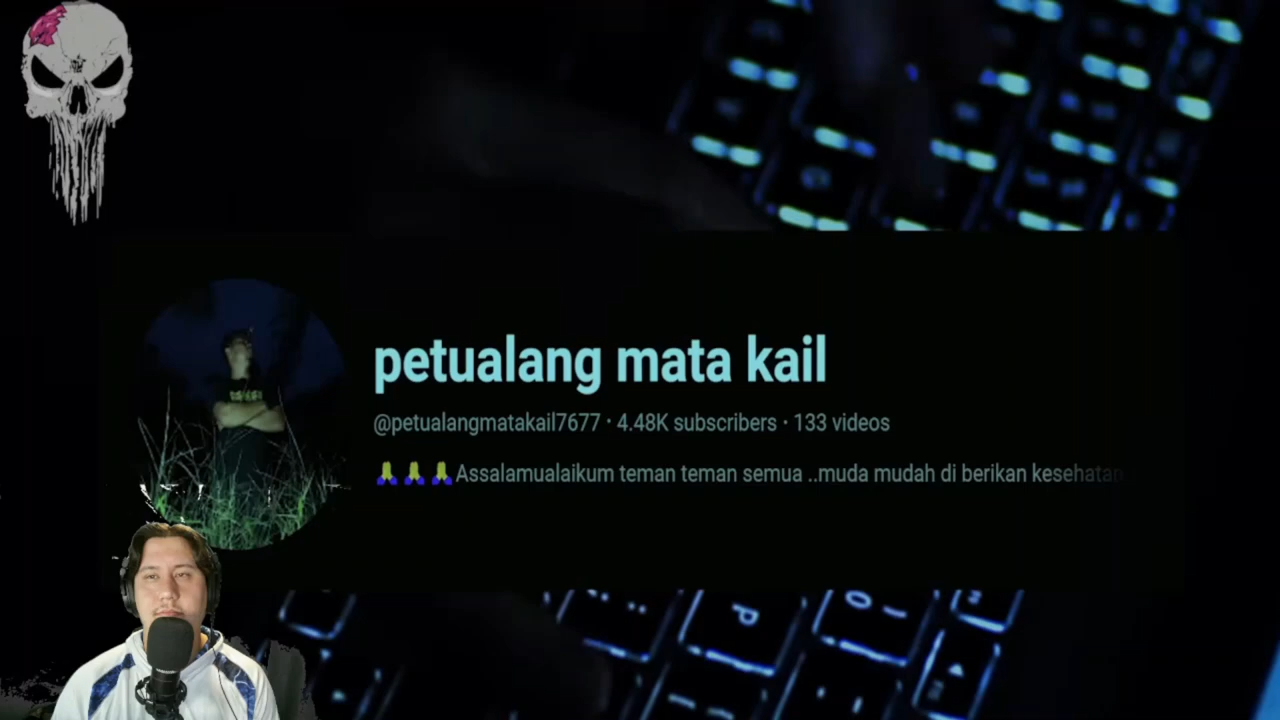 petualang mata kail
@petualangmatakail7677 · 4.48K subscribers · 133 videos
🙏🙏🙏Assalamualaikum teman teman semua ..muda mudah di berikan kesehatan
P
O